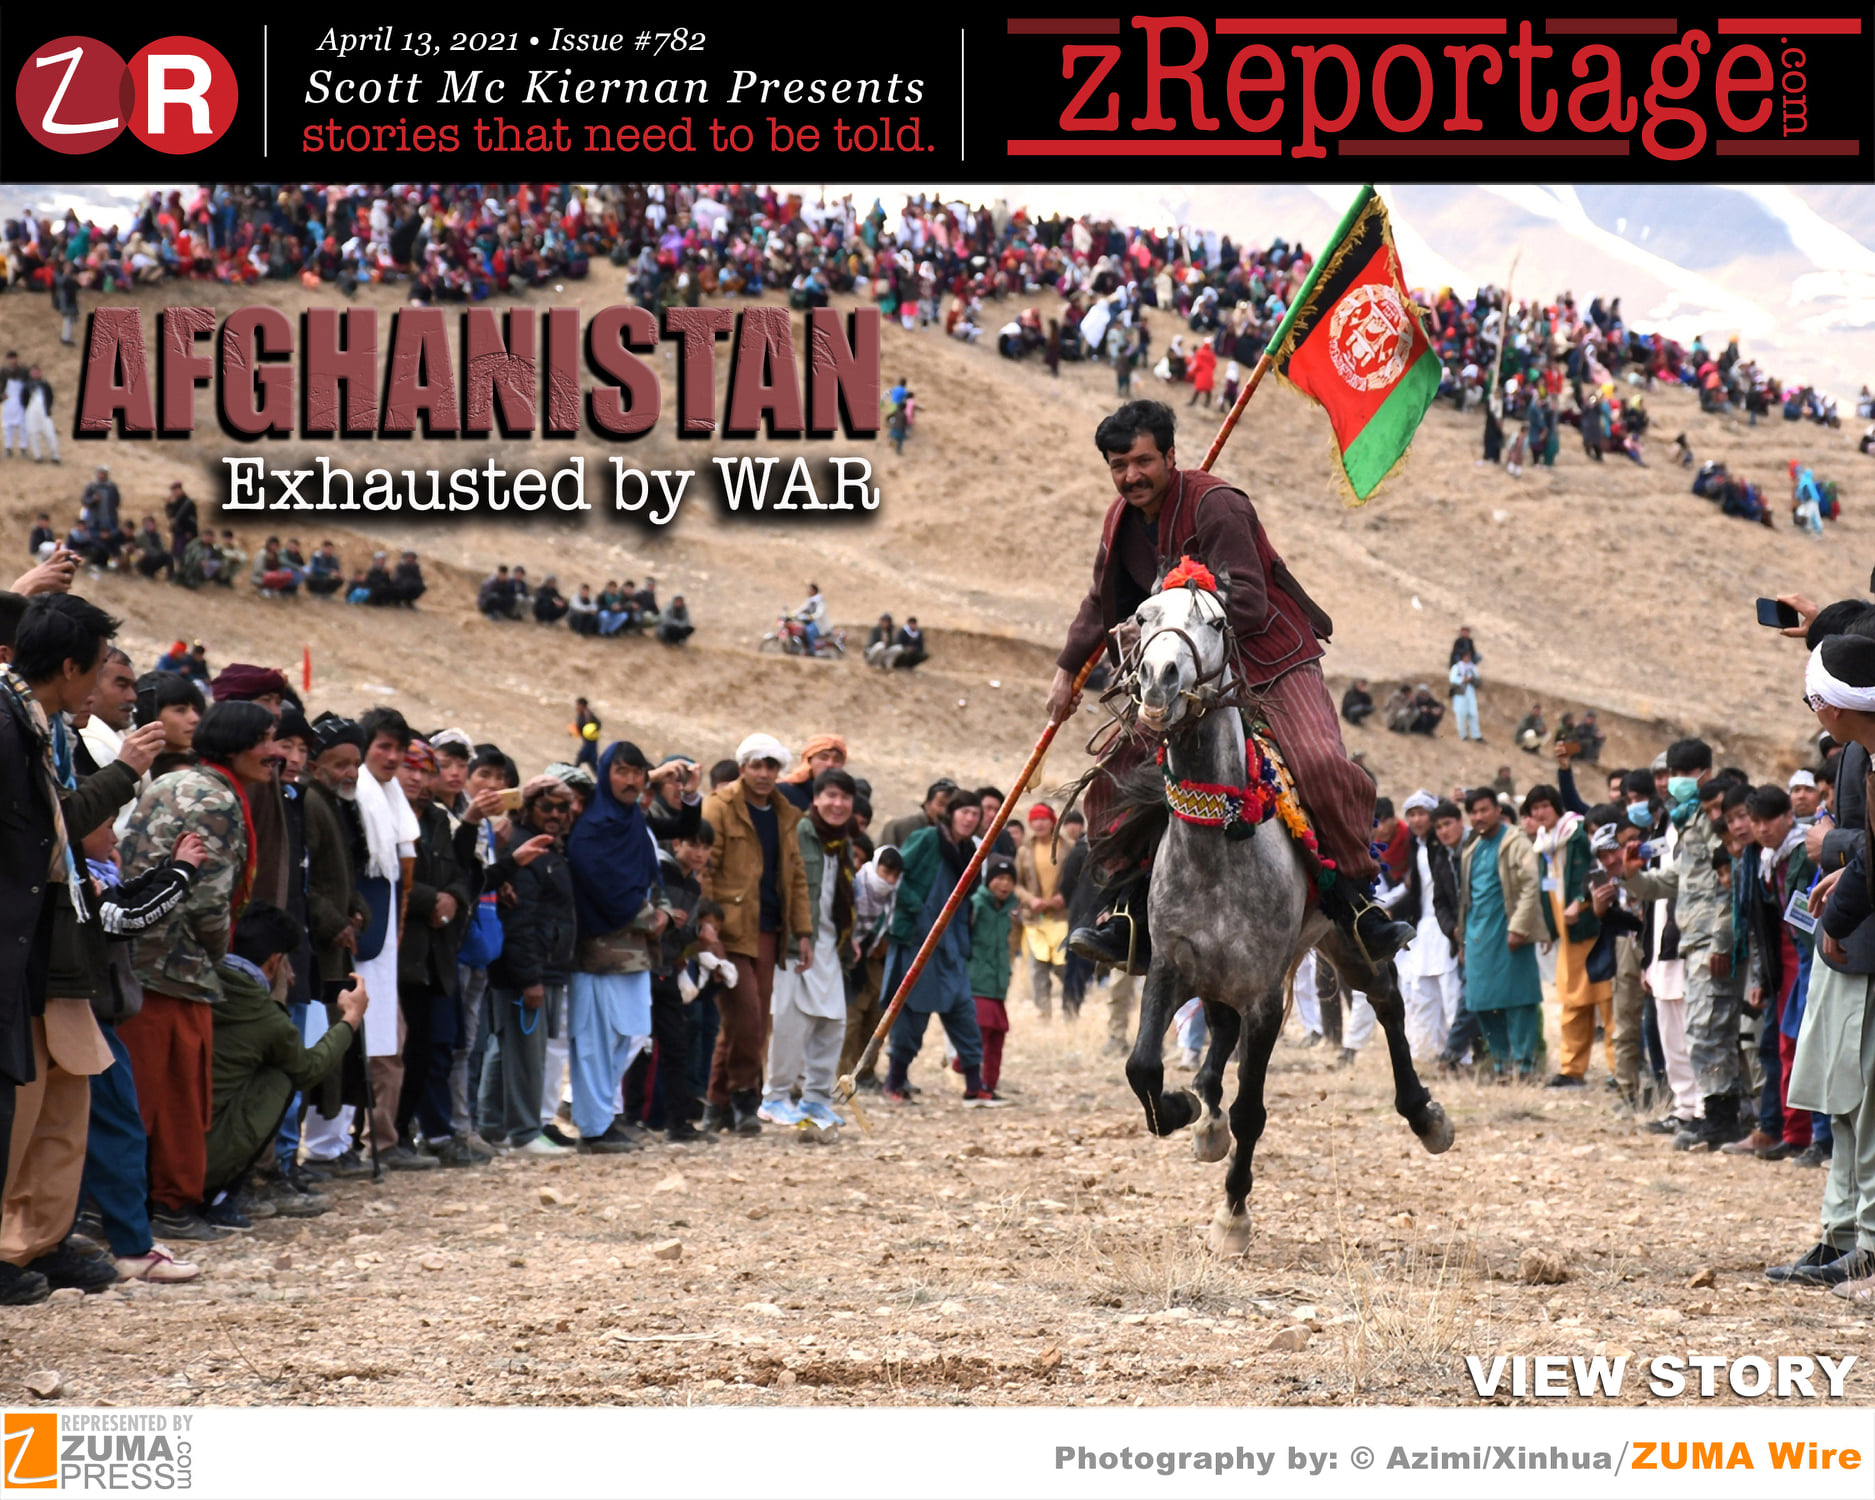 ZR
April 13, 2021 • Issue #782
Scott Mc Kiernan Presents
stories that need to be told.
zReportage.com
AFGHANISTAN
Exhausted by WAR
VIEW STORY
Z
REPRESENTED BY
ZUMA
PRESS.com
Photography by: © Azimi/Xinhua/ZUMA Wire